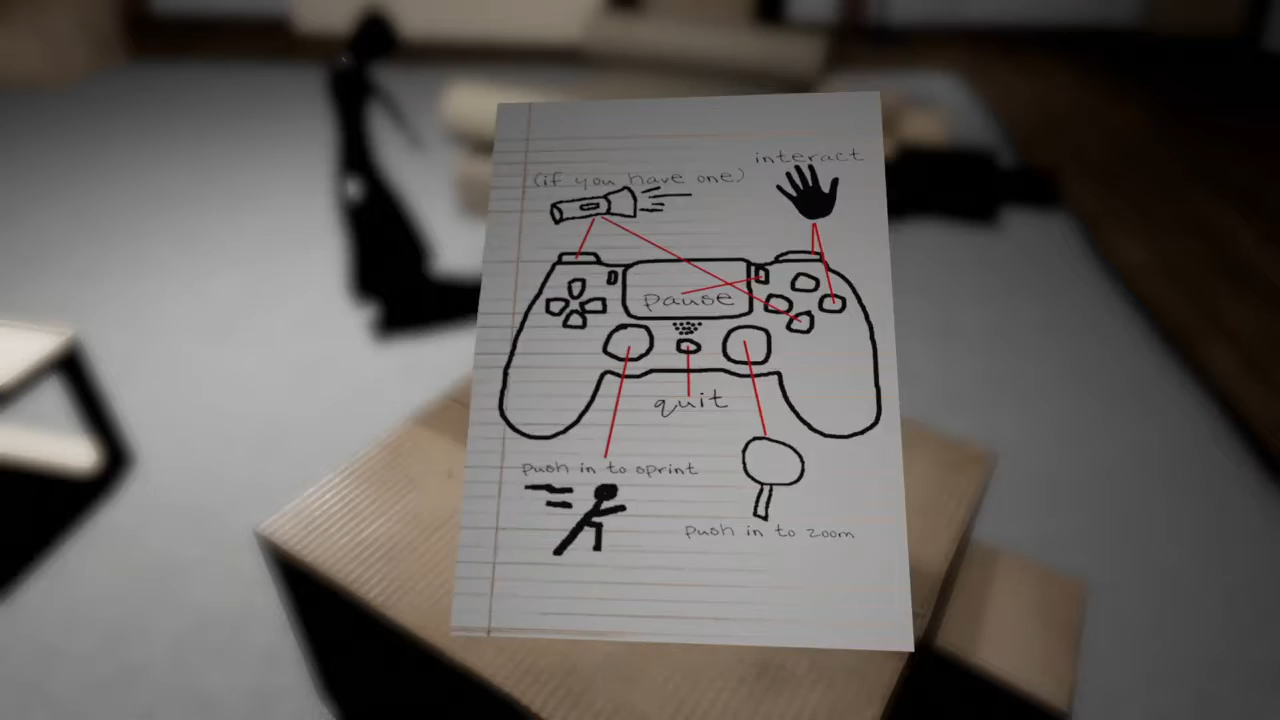 interact
(if you have one)
pause
quit
push in to sprint
push in to zoom